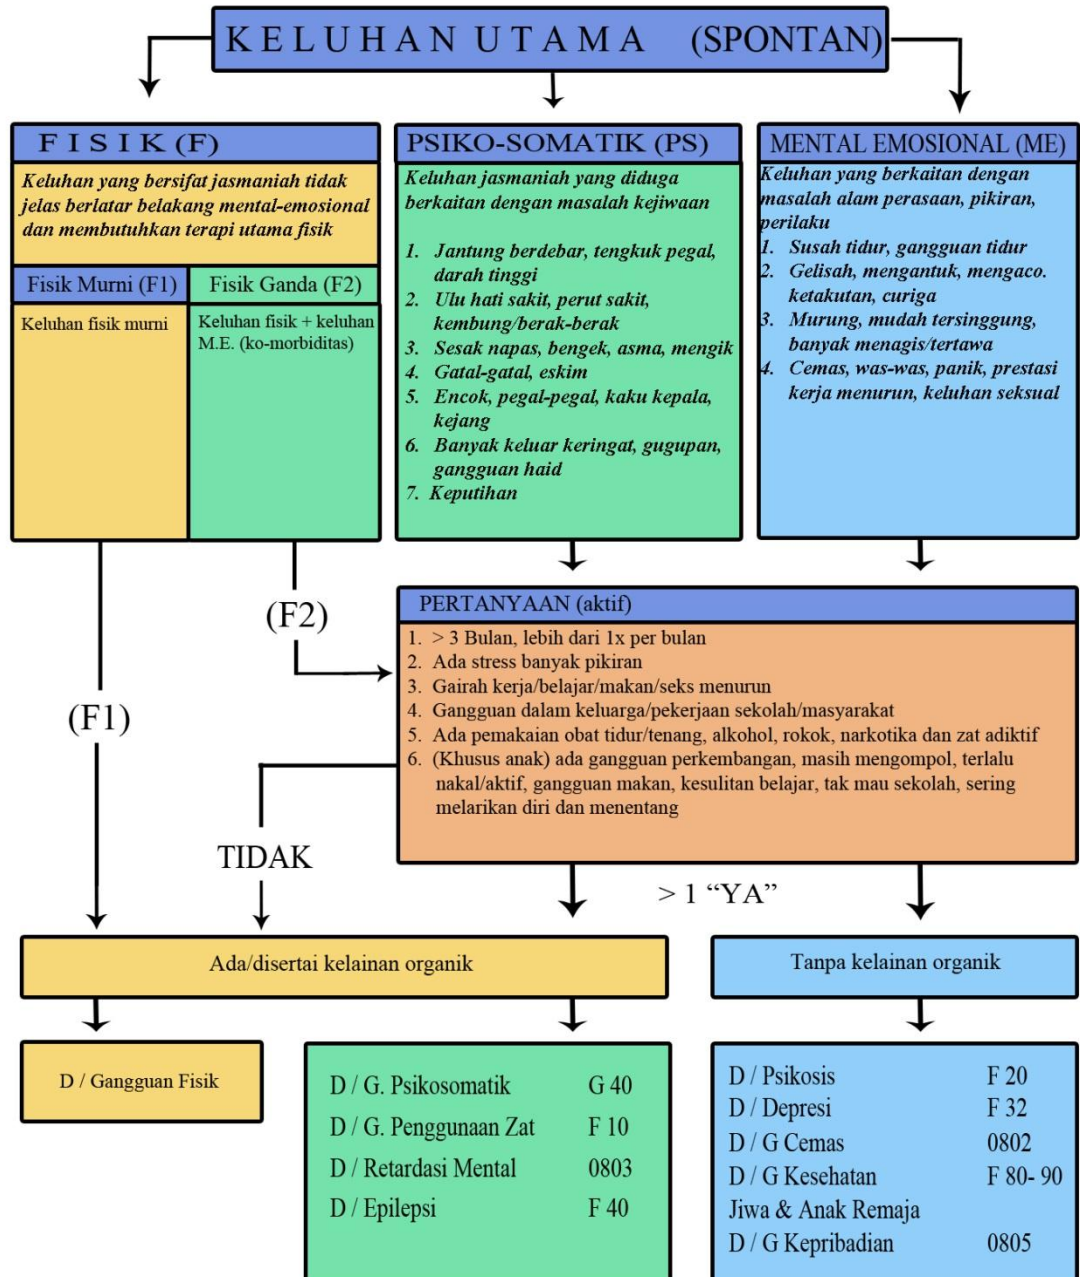 KELUHAN UTAMA (SPONTAN)
FISIK (F)
Keluhan yang bersifat jasmaniah tidak
jelas berlatar belakang mental-emosional
dan membutuhkan terapi utama fisik
Fisik Murni (F1)
Keluhan fisik murni
Fisik Ganda (F2)
Keluhan fisik + keluhan
M.E. (ko-morbiditas)
PSIKO-SOMATIK (PS)
Keluhan jasmaniah yang diduga
berkaitan dengan masalah kejiwaan
1. Jantung berdebar, tengkuk pegal,
darah tinggi
2. Ulu hati sakit, perut sakit,
kembung/berak-berak
3. Sesak napas, bengek, asma, mengik
4. Gatal-gatal, eskim
5. Encok, pegal-pegal, kaku kepala,
kejang
6. Banyak keluar keringat, gugupan,
gangguan haid
7. Keputihan
MENTAL EMOSIONAL (ME)
Keluhan yang berkaitan dengan
masalah alam perasaan, pikiran,
perilaku
1. Susah tidur, gangguan tidur
2. Gelisah, mengantuk, mengaco.
ketakutan, curiga
3. Murung, mudah tersinggung,
banyak menagis/tertawa
4. Cemas, was-was, panik, prestasi
kerja menurun, keluhan seksual
(F1)
(F2)
PERTANYAAN (aktif)
1. > 3 Bulan, lebih dari 1x per bulan
2. Ada stress banyak pikiran
3. Gairah kerja/belajar/makan/seks menurun
4. Gangguan dalam keluarga/pekerjaan sekolah/masyarakat
5. Ada pemakaian obat tidur/tenang, alkohol, rokok, narkotika dan zat adiktif
6. (Khusus anak) ada gangguan perkembangan, masih mengompol, terlalu
nakal/aktif, gangguan makan, kesulitan belajar, tak mau sekolah, sering
melarikan diri dan menentang
TIDAK
> 1 “YA”
Ada/disertai kelainan organik
Tanpa kelainan organik
D / Gangguan Fisik
D / G. Psikosomatik G 40
D / G. Penggunaan Zat F 10
D / Retardasi Mental 0803
D / Epilepsi F 40
D / Psikosis F 20
D / Depresi F 32
D / G Cemas 0802
D / G Kesehatan F 80- 90
Jiwa & Anak Remaja
D / G Kepribadian 0805